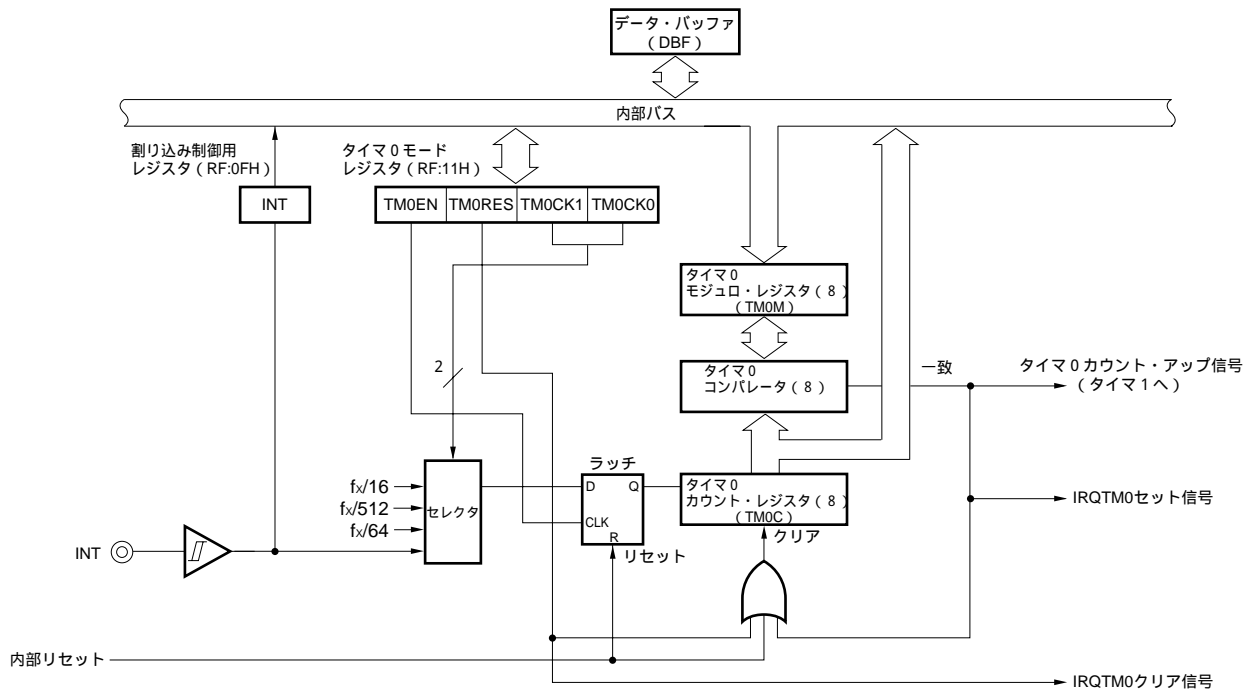 データ・バッファ
(DBF)
内部バス
割り込み制御用
レジスタ(RF:0FH)
タイマ0モード
レジスタ(RF:11H)
INT
TM0EN TM0RES TM0CK1 TM0CK0
タイマ0
モジュロ・レジスタ(8)
(TM0M)
2
タイマ0
コンパレータ(8)
一致
タイマ0カウント・アップ信号
(タイマ1へ)
ラッチ
fx/16
fx/512
fx/64
セレクタ
D Q
CLK
R
リセット
タイマ0
カウント・レジスタ(8)
(TM0C)
クリア
IRQTM0セット信号
INT
内部リセット
IRQTM0クリア信号